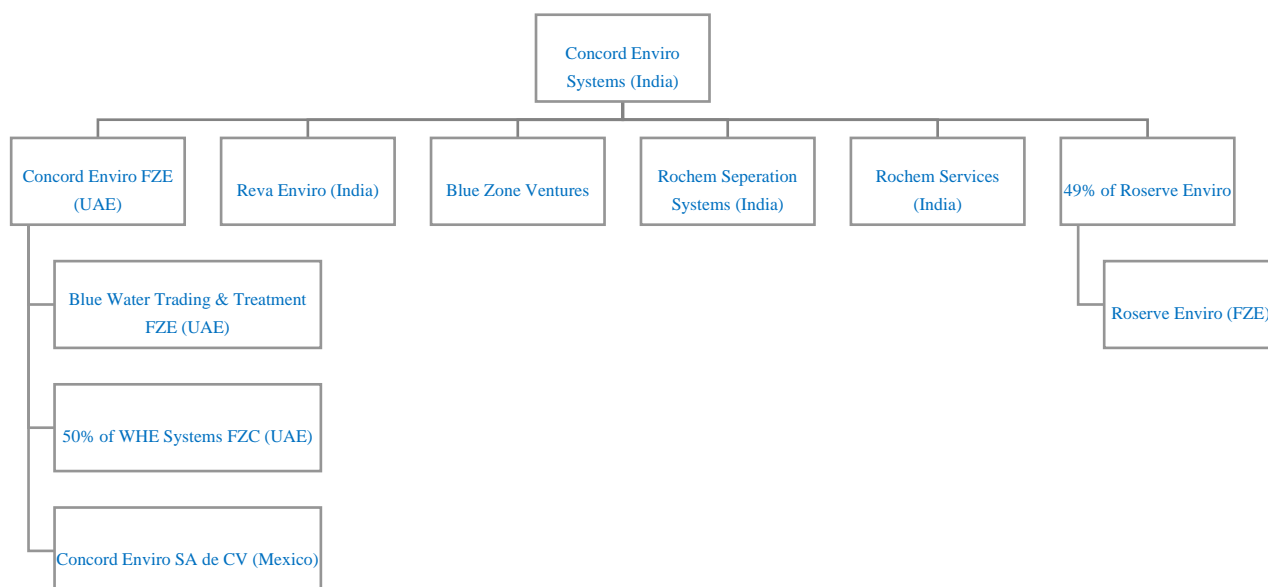 Concord Enviro
Systems (India)
Concord Enviro FZE
(UAE)
Reva Enviro (India)
Blue Zone Ventures
Rochem Seperation
Systems (India)
Rochem Services
(India)
49% of Roserve Enviro
Blue Water Trading & Treatment
FZE (UAE)
Roserve Enviro (FZE)
50% of WHE Systems FZC (UAE)
Concord Enviro SA de CV (Mexico)